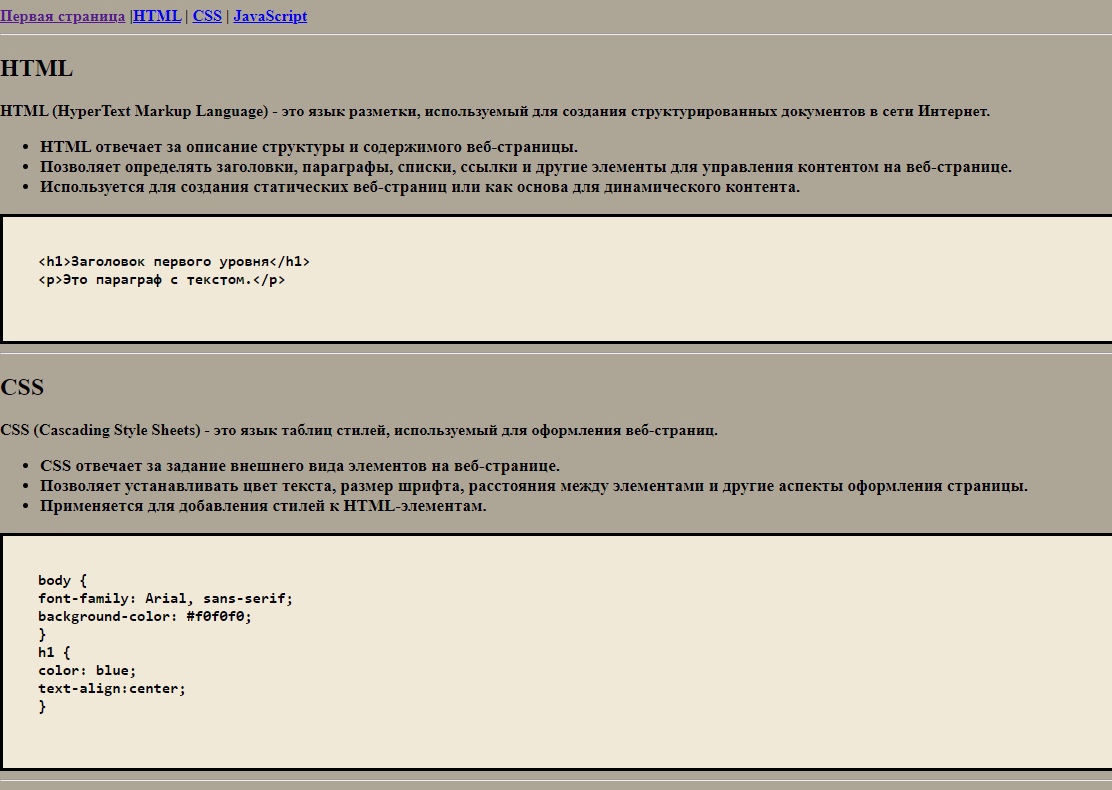 Первая страница |HTML | CSS | JavaScript
HTML
HTML (HyperText Markup Language) - это язык разметки, используемый для создания структурированных документов в сети Интернет.
• HTML отвечает за описание структуры и содержимого веб-страницы.
• Позволяет определять заголовки, параграфы, списки, ссылки и другие элементы для управления контентом на веб-странице.
• Используется для создания статических веб-страниц или как основа для динамического контента.
<h1>Заголовок первого уровня</h1>
<p>Это параграф с текстом.</p>
CSS
CSS (Cascading Style Sheets) - это язык таблиц стилей, используемый для оформления веб-страниц.
• CSS отвечает за задание внешнего вида элементов на веб-странице.
• Позволяет устанавливать цвет текста, размер шрифта, расстояния между элементами и другие аспекты оформления страницы.
• Применяется для добавления стилей к HTML-элементам.
body {
font-family: Arial, sans-serif;
background-color: #f0f0f0;
}
h1 {
color: blue;
text-align:center;
}